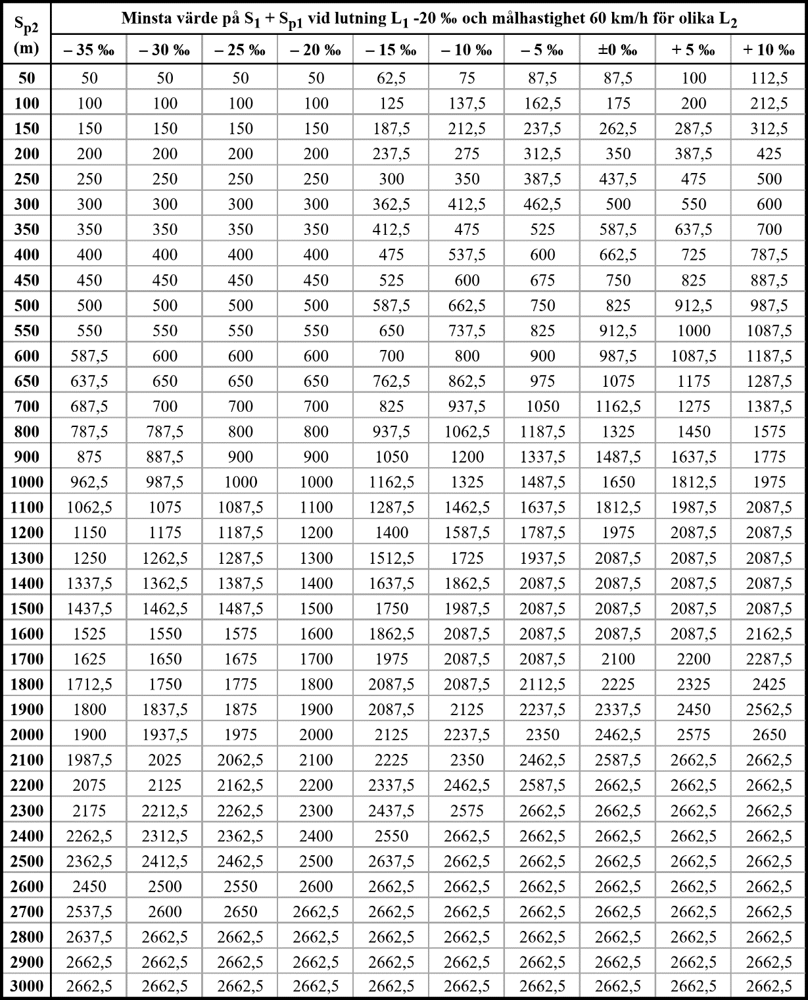 S_p2 (m) Minsta värde på S_1 + S_p1 vid lutning L_1 -20 ‰ och målhastighet 60 km/h för olika L_2
– 35 ‰ – 30 ‰ – 25 ‰ – 20 ‰ – 15 ‰ – 10 ‰ – 5 ‰ ±0 ‰ + 5 ‰ + 10 ‰
50 50 50 50 50 62,5 75 87,5 87,5 100 112,5
100 100 100 100 100 125 137,5 162,5 175 200 212,5
150 150 150 150 150 187,5 212,5 237,5 262,5 287,5 312,5
200 200 200 200 200 237,5 275 312,5 350 387,5 425
250 250 250 250 250 300 350 387,5 437,5 475 500
300 300 300 300 300 362,5 412,5 462,5 500 550 600
350 350 350 350 350 412,5 475 525 587,5 637,5 700
400 400 400 400 400 475 537,5 600 662,5 725 787,5
450 450 450 450 450 525 600 675 750 825 887,5
500 500 500 500 500 587,5 662,5 750 825 912,5 987,5
550 550 550 550 550 650 737,5 825 912,5 1000 1087,5
600 587,5 600 600 600 700 800 900 987,5 1087,5 1187,5
650 637,5 650 650 650 762,5 862,5 975 1075 1175 1287,5
700 687,5 700 700 700 825 937,5 1050 1162,5 1275 1387,5
800 787,5 787,5 800 800 937,5 1062,5 1187,5 1325 1450 1575
900 875 887,5 900 900 1050 1200 1337,5 1487,5 1637,5 1775
1000 962,5 987,5 1000 1000 1162,5 1325 1487,5 1650 1812,5 1975
1100 1062,5 1075 1087,5 1100 1287,5 1462,5 1637,5 1812,5 1987,5 2087,5
1200 1150 1175 1187,5 1200 1400 1587,5 1787,5 1975 2087,5 2087,5
1300 1250 1262,5 1287,5 1300 1512,5 1725 1937,5 2087,5 2087,5 2087,5
1400 1337,5 1362,5 1387,5 1400 1637,5 1862,5 2087,5 2087,5 2087,5 2087,5
1500 1437,5 1462,5 1487,5 1500 1750 1987,5 2087,5 2087,5 2087,5 2087,5
1600 1525 1550 1575 1600 1862,5 2087,5 2087,5 2087,5 2087,5 2162,5
1700 1625 1650 1675 1700 1975 2087,5 2087,5 2100 2200 2287,5
1800 1712,5 1750 1775 1800 2087,5 2087,5 2112,5 2225 2325 2425
1900 1800 1837,5 1875 1900 2087,5 2125 2237,5 2337,5 2450 2562,5
2000 1900 1937,5 1975 2000 2125 2237,5 2350 2462,5 2575 2650
2100 1987,5 2025 2062,5 2100 2225 2350 2462,5 2587,5 2662,5 2662,5
2200 2075 2125 2162,5 2200 2337,5 2462,5 2587,5 2662,5 2662,5 2662,5
2300 2175 2212,5 2262,5 2300 2437,5 2575 2662,5 2662,5 2662,5 2662,5
2400 2262,5 2312,5 2362,5 2400 2550 2662,5 2662,5 2662,5 2662,5 2662,5
2500 2362,5 2412,5 2462,5 2500 2637,5 2662,5 2662,5 2662,5 2662,5 2662,5
2600 2450 2500 2550 2600 2662,5 2662,5 2662,5 2662,5 2662,5 2662,5
2700 2537,5 2600 2650 2662,5 2662,5 2662,5 2662,5 2662,5 2662,5 2662,5
2800 2637,5 2662,5 2662,5 2662,5 2662,5 2662,5 2662,5 2662,5 2662,5 2662,5
2900 2662,5 2662,5 2662,5 2662,5 2662,5 2662,5 2662,5 2662,5 2662,5 2662,5
3000 2662,5 2662,5 2662,5 2662,5 2662,5 2662,5 2662,5 2662,5 2662,5 2662,5